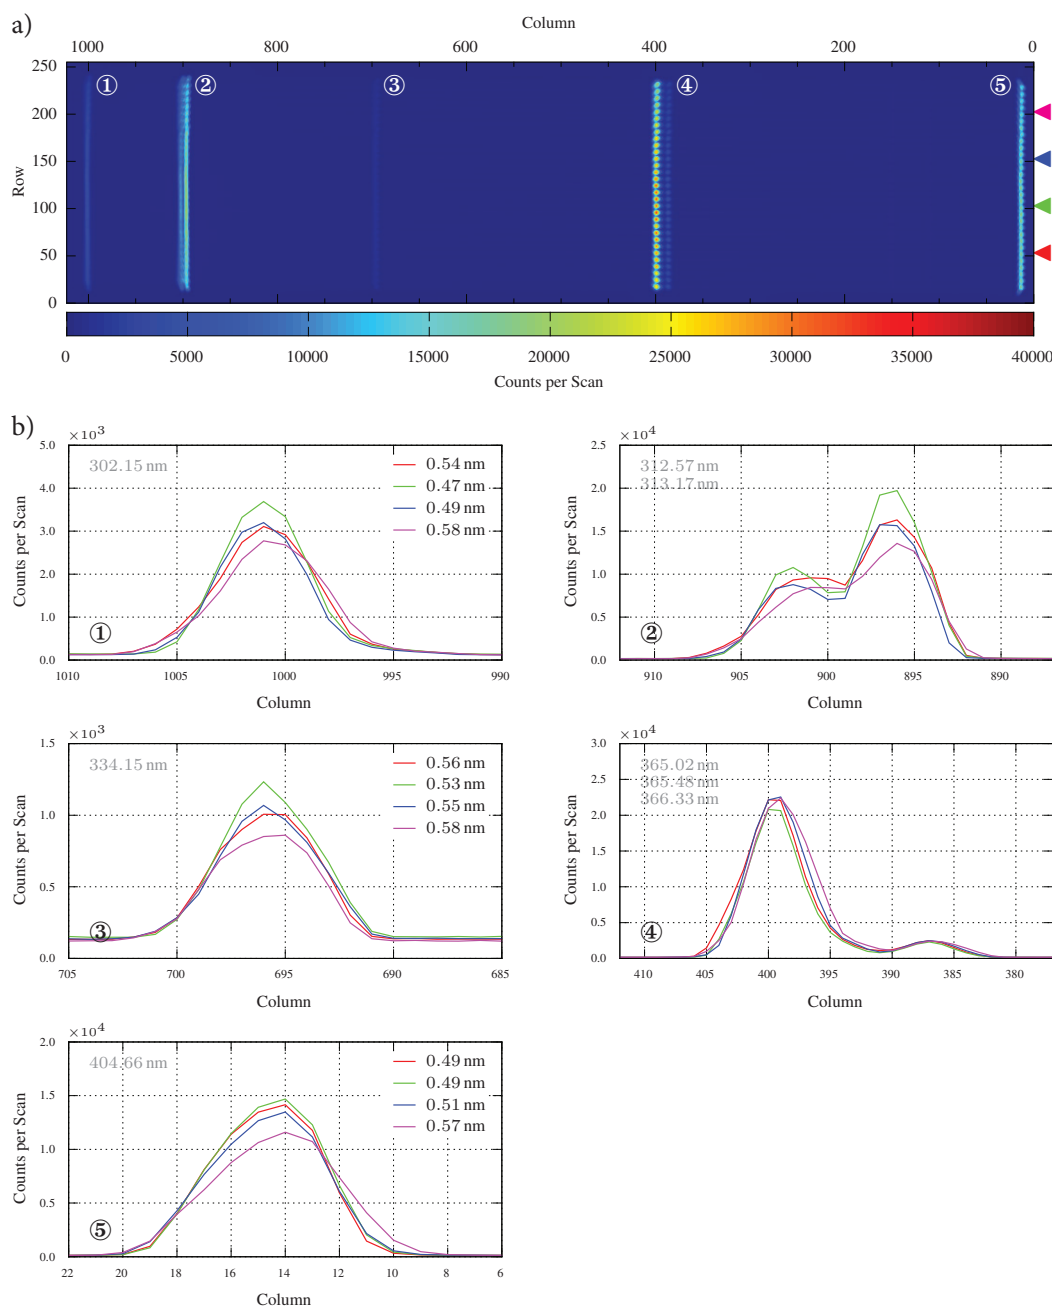 a)
Column
1000 800 600 400 200 0
250
200
150
100
50
0
Row
① ② ③ ④ ⑤
0 5000 10000 15000 20000 25000 30000 35000 40000
Counts per Scan
b)
×10³
5.0
4.0
3.0
2.0
1.0
0.0
Counts per Scan
302.15 nm
0.54 nm
0.47 nm
0.49 nm
0.58 nm
①
1010 1005 1000 995 990
Column
×10⁴
2.5
2.0
1.5
1.0
0.5
0.0
Counts per Scan
312.57 nm
313.17 nm
②
910 905 900 895 890
Column
×10³
1.5
1.0
0.5
0.0
Counts per Scan
334.15 nm
0.56 nm
0.53 nm
0.55 nm
0.58 nm
③
705 700 695 690 685
Column
×10⁴
3.0
2.5
2.0
1.5
1.0
0.5
0.0
Counts per Scan
365.02 nm
365.48 nm
366.33 nm
④
410 405 400 395 390 385 380
Column
×10⁴
2.0
1.5
1.0
0.5
0.0
Counts per Scan
404.66 nm
0.49 nm
0.49 nm
0.51 nm
0.57 nm
⑤
22 20 18 16 14 12 10 8 6
Column